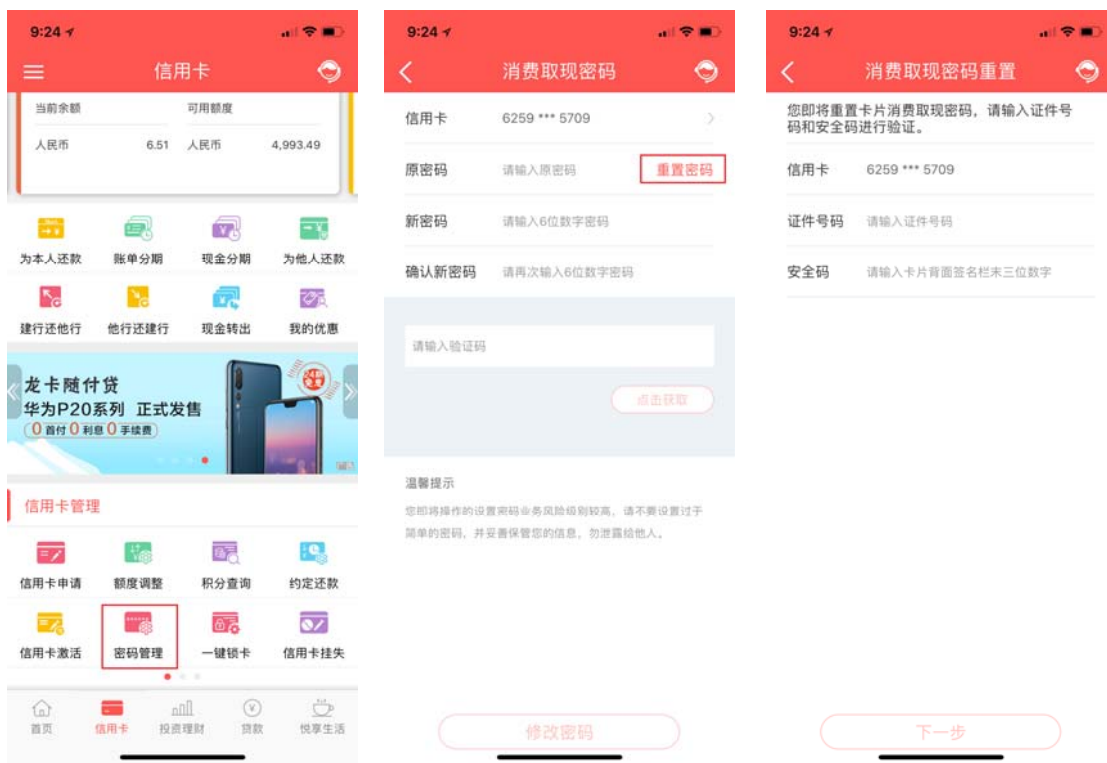 9:24
信用卡
当前余额 可用额度
人民币 6.51 人民币 4,993.49
为本人还款 账单分期 现金分期 为他人还款
建行还他行 他行还建行 现金转出 我的优惠
龙卡随付贷
华为P20系列 正式发售
0首付0利息0手续费
24期
免息
信用卡管理
信用卡申请 额度调整 积分查询 约定还款
信用卡激活 密码管理 一键锁卡 信用卡挂失
首页 信用卡 投资理财 贷款 悦享生活
9:24
消费取现密码
信用卡 6259 *** 5709
原密码 请输入原密码 重置密码
新密码 请输入6位数字密码
确认新密码 请再次输入6位数字密码
请输入验证码
点击获取
温馨提示
您即将操作的设置密码业务风险级别较高，请不要设置过于
简单的密码，并妥善保管您的信息，勿泄露给他人。
修改密码
9:24
消费取现密码重置
您即将重置卡片消费取现密码，请输入证件号
码和安全码进行验证。
信用卡 6259 *** 5709
证件号码 请输入证件号码
安全码 请输入卡片背面签名栏末三位数字
下一步